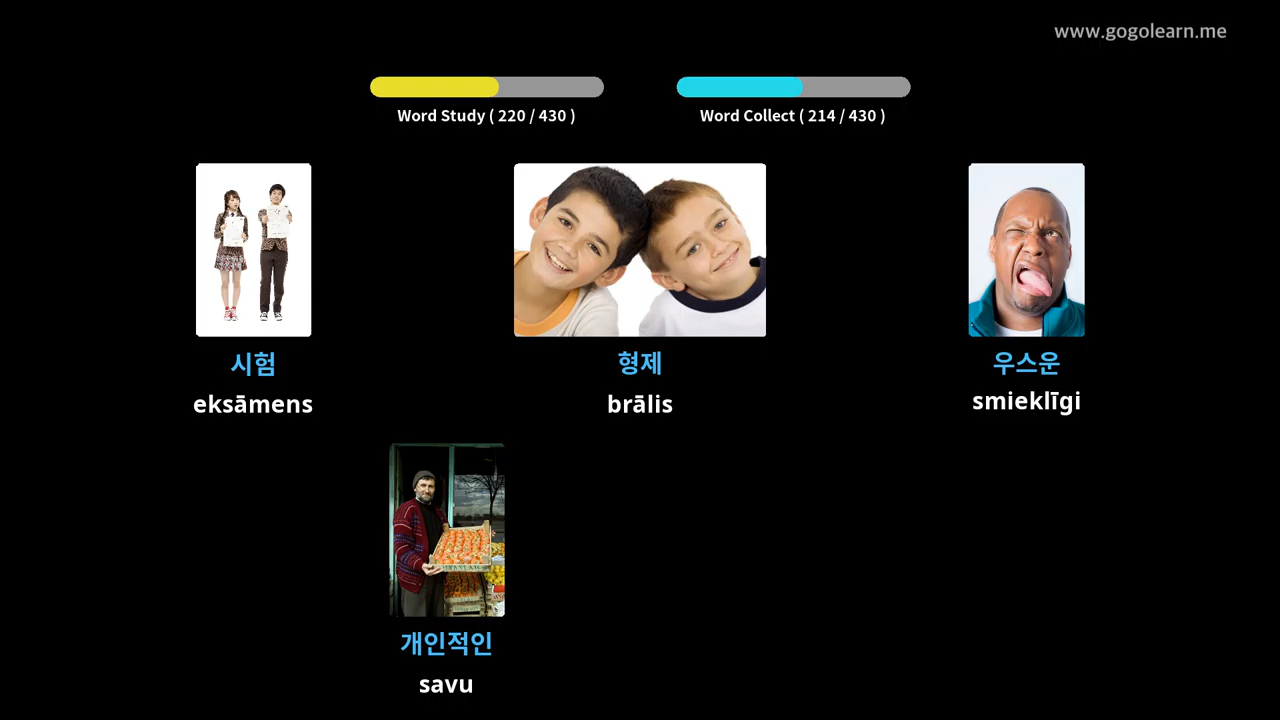 www.gogolearn.me
Word Study ( 220 / 430 )
Word Collect ( 214 / 430 )
시험
형제
우스운
eksāmens
brālis
smieklīgi
개인적인
savu